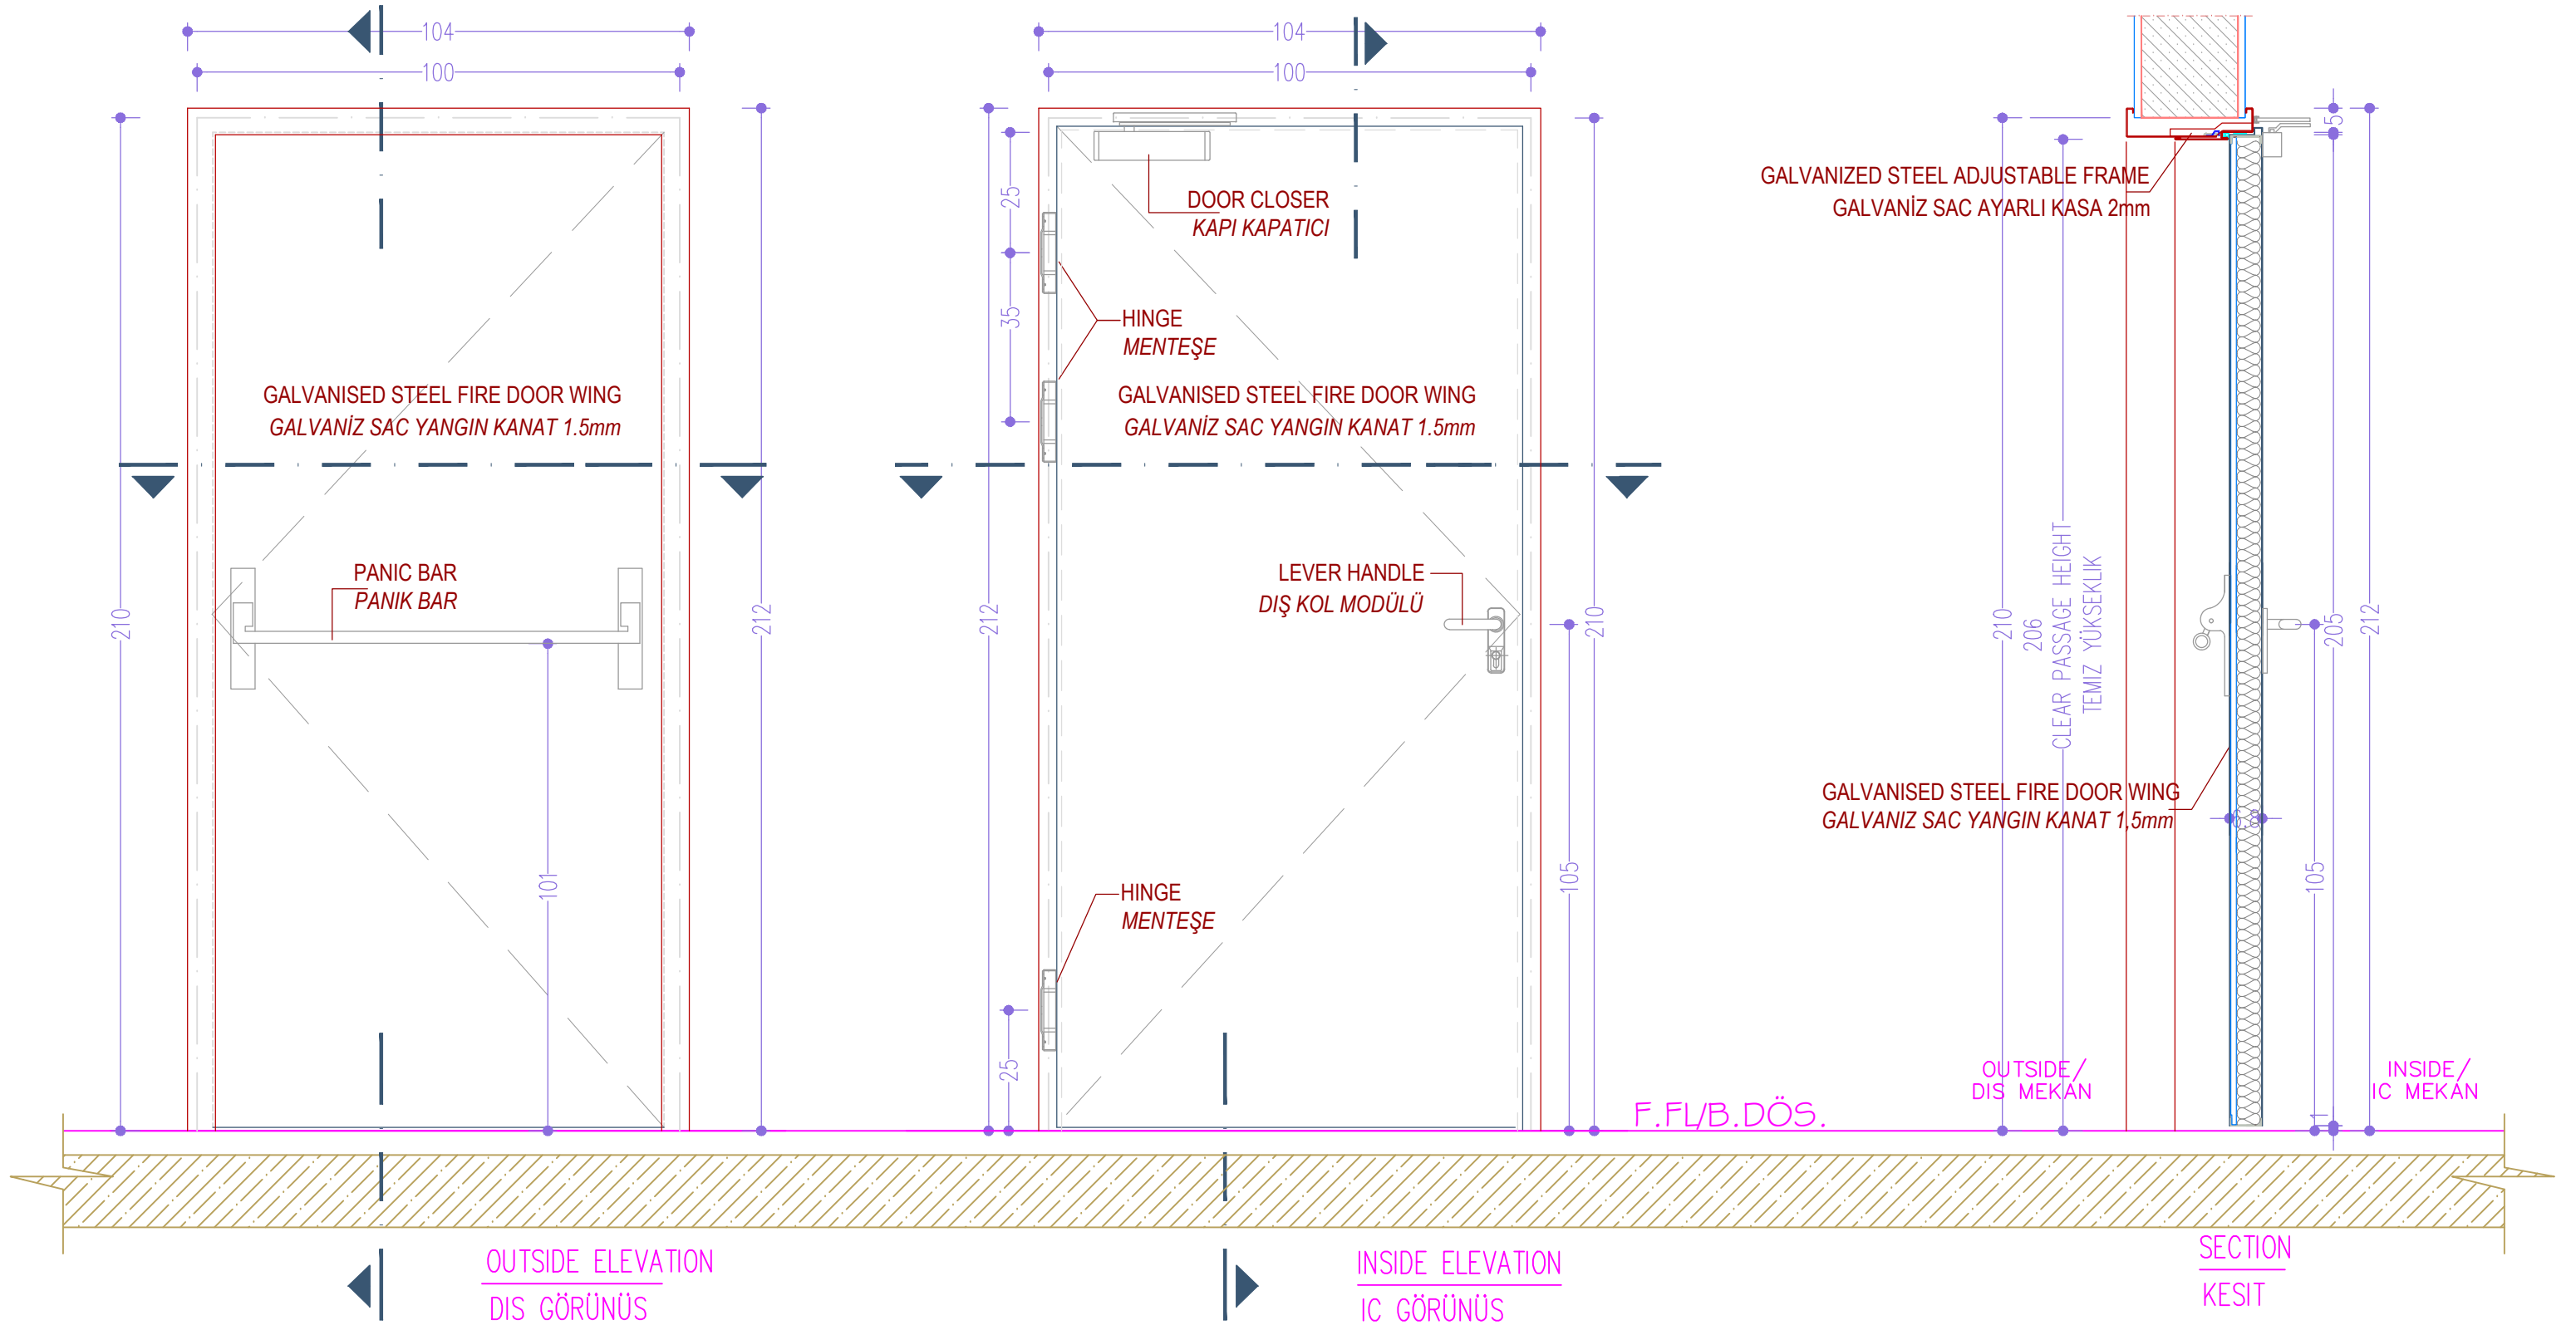 104
100
210
212
GALVANISED STEEL FIRE DOOR WING
GALVANİZ SAC YANGIN KANAT 1.5mm
PANIC BAR
PANIK BAR
101
OUTSIDE ELEVATION
DIS GÖRÜNÜS
104
100
212
25
35
25
DOOR CLOSER
KAPI KAPATICI
HINGE
MENTEŞE
GALVANISED STEEL FIRE DOOR WING
GALVANİZ SAC YANGIN KANAT 1.5mm
LEVER HANDLE
DIŞ KOL MODÜLÜ
HINGE
MENTEŞE
105
210
F.FL/B.DÖS.
INSIDE ELEVATION
IC GÖRÜNÜS
GALVANIZED STEEL ADJUSTABLE FRAME
GALVANİZ SAC AYARLI KASA 2mm
210
206
CLEAR PASSAGE HEIGHT
TEMIZ YÜKSEKLIK
GALVANISED STEEL FIRE DOOR WING
GALVANIZ SAC YANGIN KANAT 1,5mm
5
205
212
105
1
OUTSIDE/
DIS MEKAN
INSIDE/
IC MEKAN
SECTION
KESIT